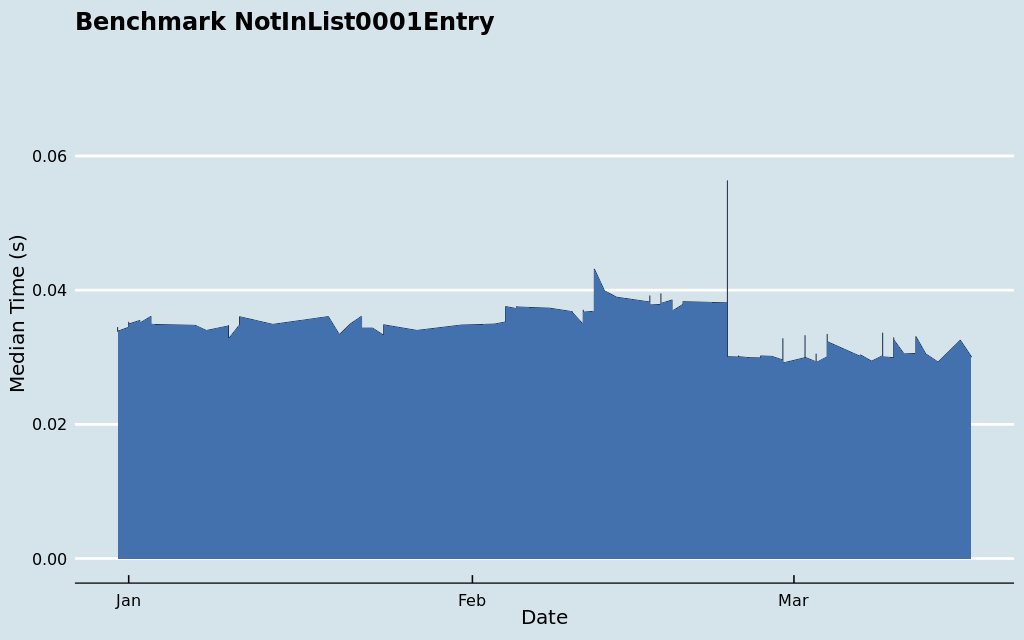 Benchmark NotInList0001Entry
Median Time (s)
0.06
0.04
0.02
0.00
Jan Feb Mar
Date